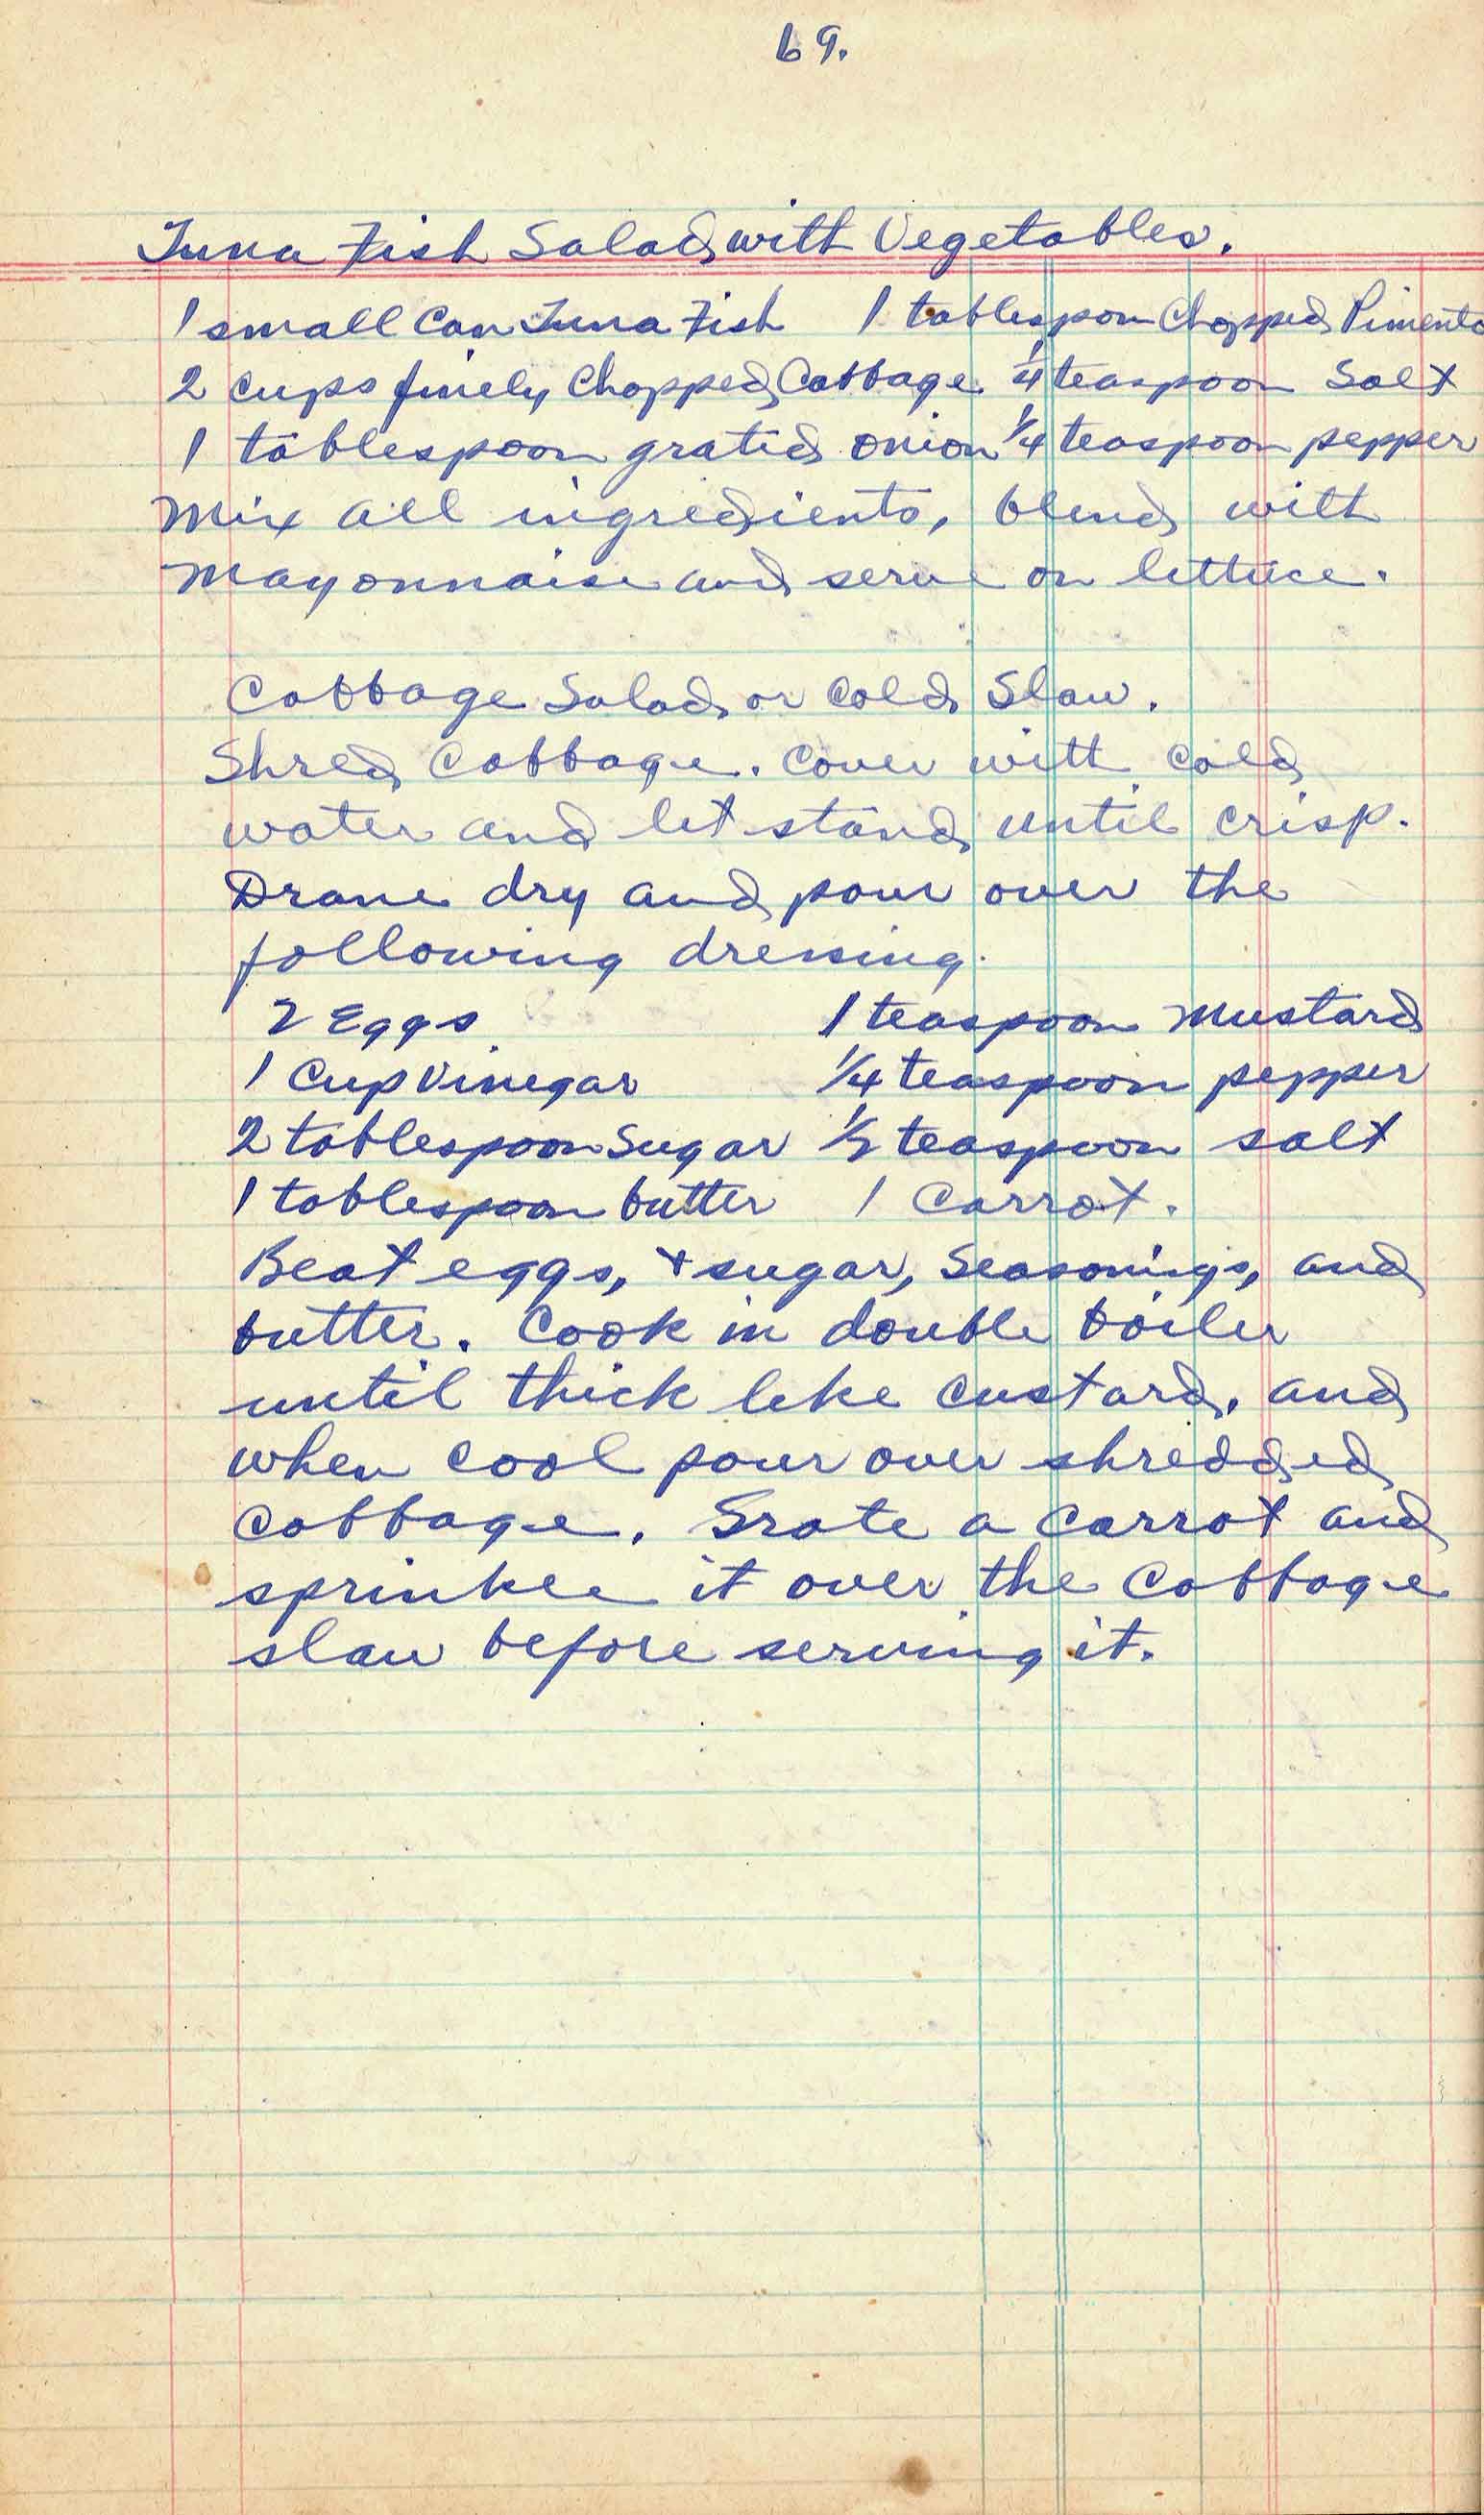 69.
Tuna Fish Salad with Vegetables.
1 small Can Tuna Fish 1 tablespoon Chopped Pimento
2 cups finely Chopped Cabbage 1/4 teaspoon Salt
1 tablespoon grated onion 1/4 teaspoon pepper
Mix all ingredients, blend with
Mayonnaise and serve on lettuce.
Cabbage Salad or Cold Slaw.
Shred Cabbage. Cover with cold
water and let stand until crisp.
Drane dry and pour over the
following dressing.
2 Eggs 1 teaspoon Mustard
1 Cup Vinegar 1/4 teaspoon pepper
2 tablespoon Sugar 1/2 teaspoon salt
1 tablespoon butter 1 Carrot.
Beat eggs, + sugar, Seasonings, and
butter. Cook in double boiler
until thick like custard, and
when cool pour over shredded
Cabbage. Grate a Carrot and
sprinkle it over the Cabbage
slaw before serving it.